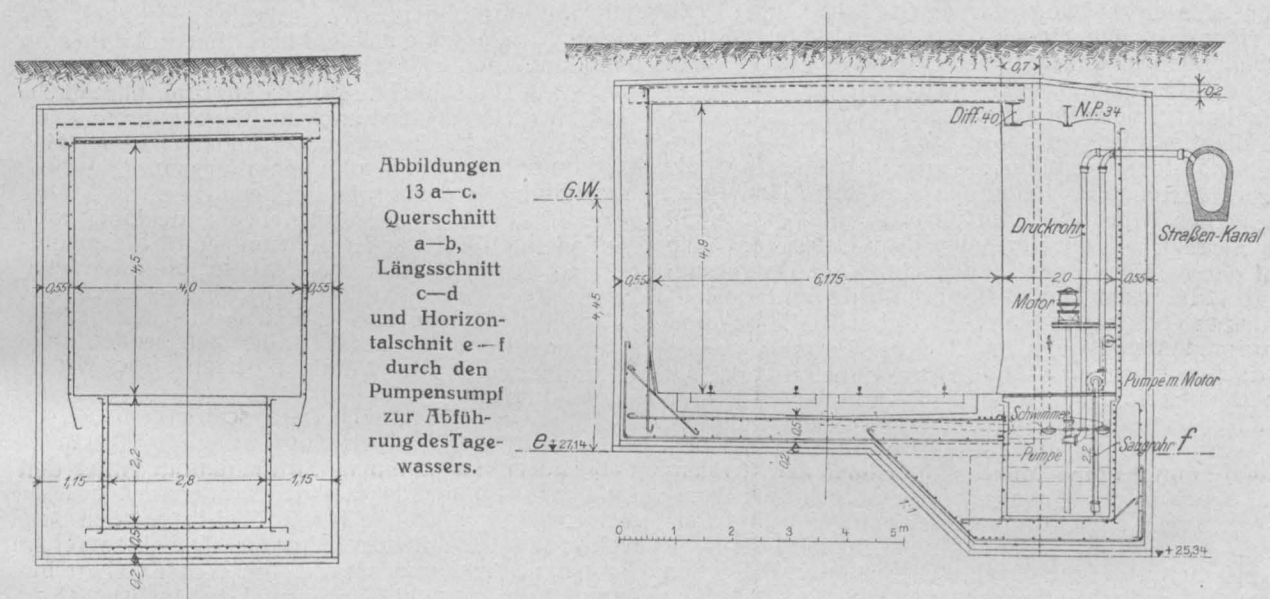 Abbildungen
13 a—c.
Querschnitt
a—b,
Längsschnitt
c—d
und Horizon-
talschnit e—f
durch den
Pumpensumpf
zur Abfüh-
rung des Tage-
wassers.
4,5
0,55 4,0 0,55
2,2
1,15 2,8 1,15
0,5
0,2
0,7
0,2
Diff. 40
N.P. 34
G.W.
4,9
Druckrohr
Straßen-Kanal
0,55 6,175 2,0 0,55
4,45
Motor
Pumpe m. Motor
Schwimmer
0,5
e + 27,14
0,2
Pumpe
2,2
Saugrohr f
1:1
0 1 2 3 4 5 m
+ 25,34